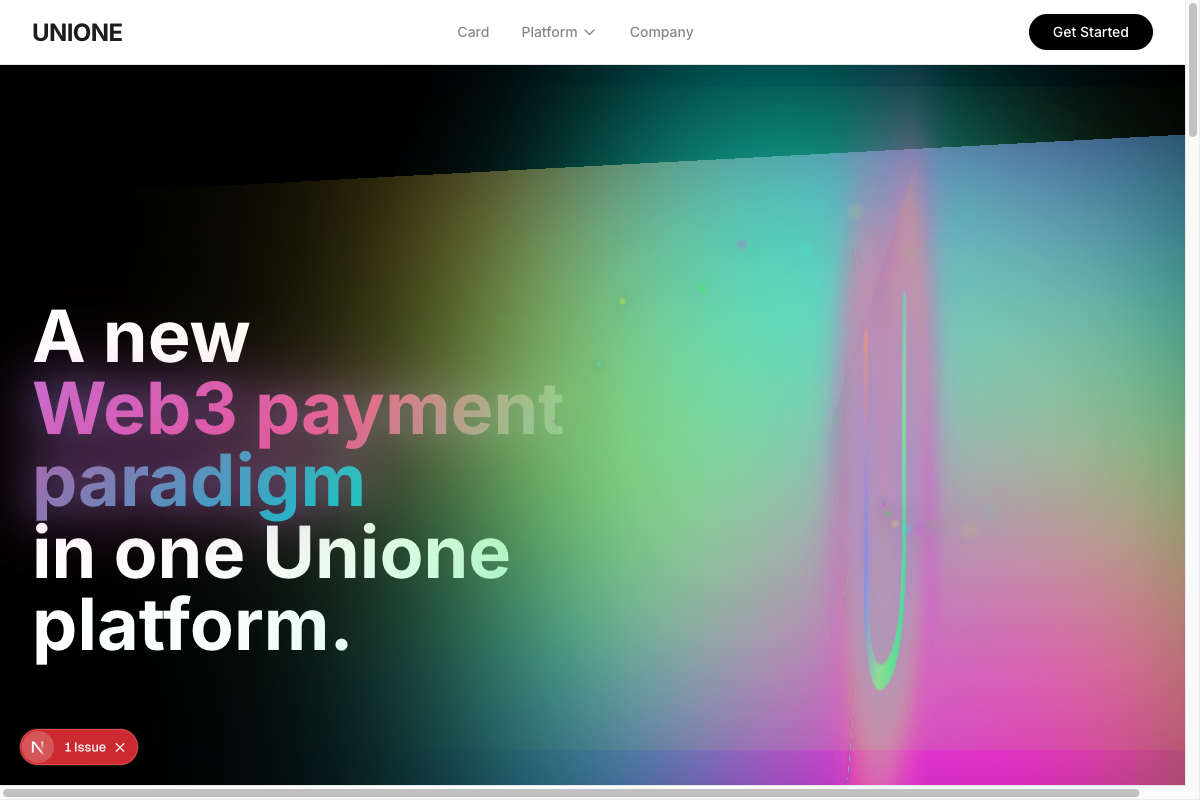 UNIONE
Card
Platform
Company
Get Started
A new
Web3 payment
paradigm
in one Unione
platform.
N
1 Issue